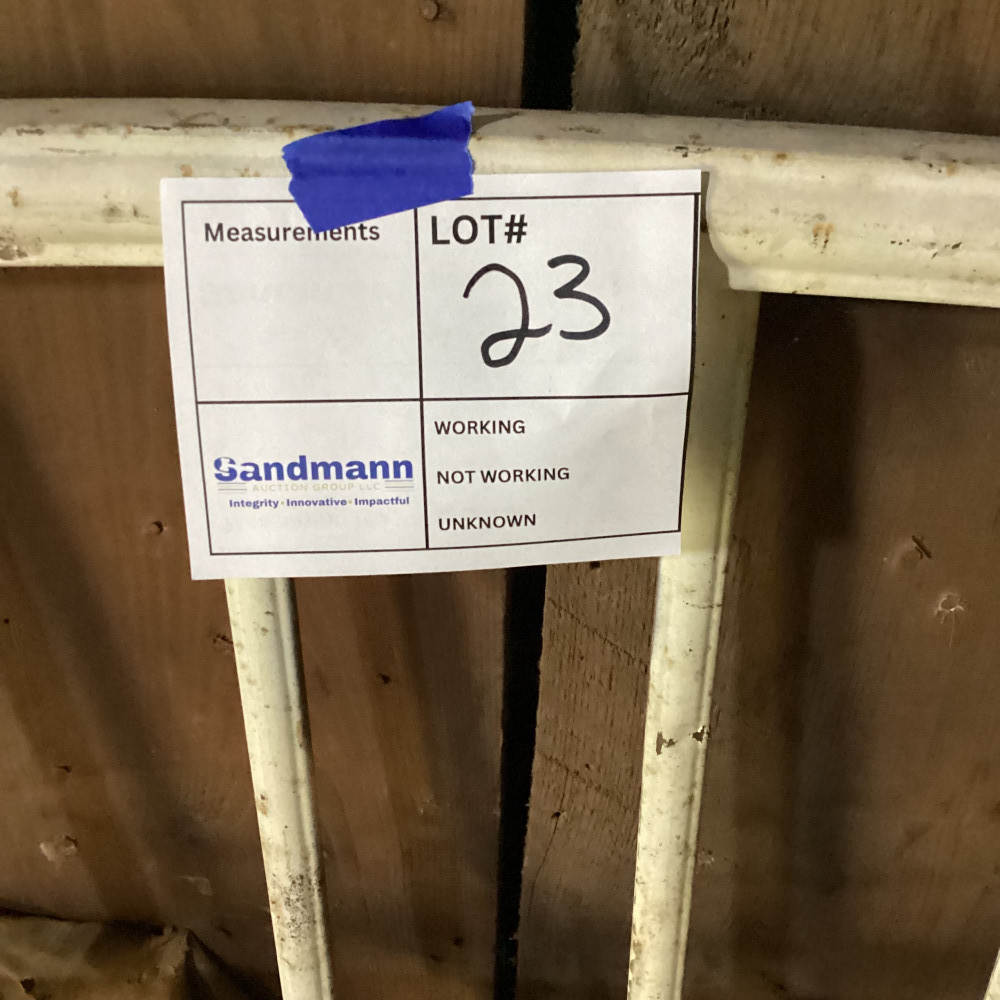 Measurements
LOT#
23
Sandmann
AUCTION GROUP LLC
Integrity·Innovative·Impactful
WORKING
NOT WORKING
UNKNOWN